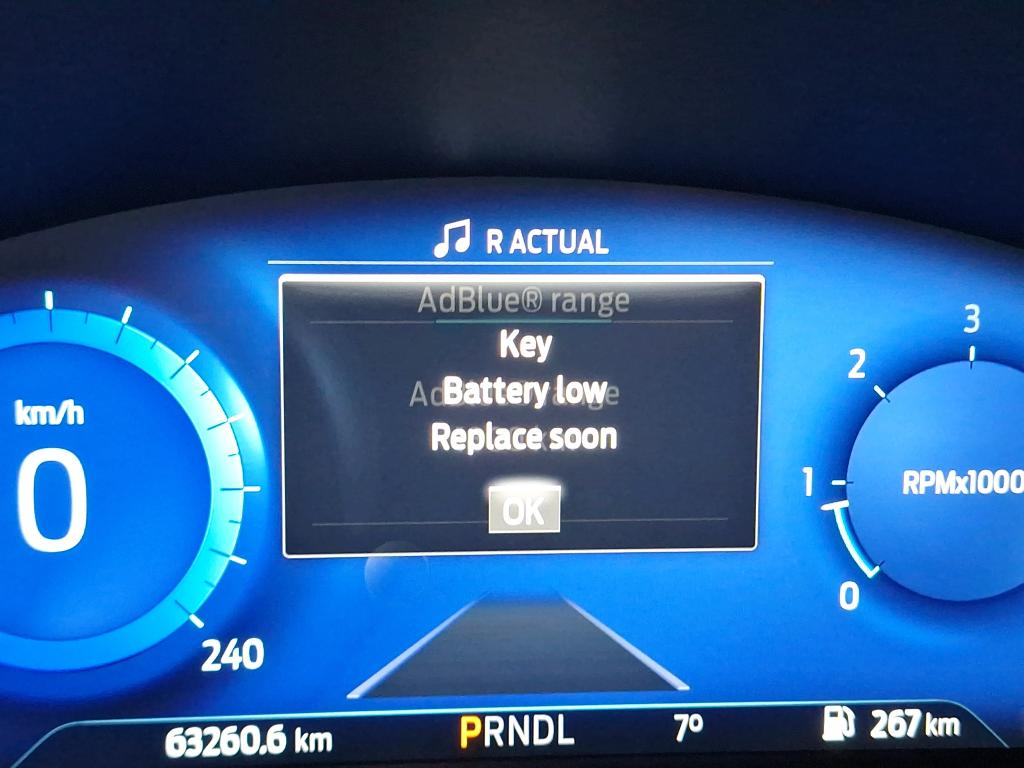 R ACTUAL
AdBlue® range
Key
Battery low
Replace soon
OK
km/h
0
240
3
2
1
RPMx1000
0
63260.6 km
PRNDL
7º
267 km